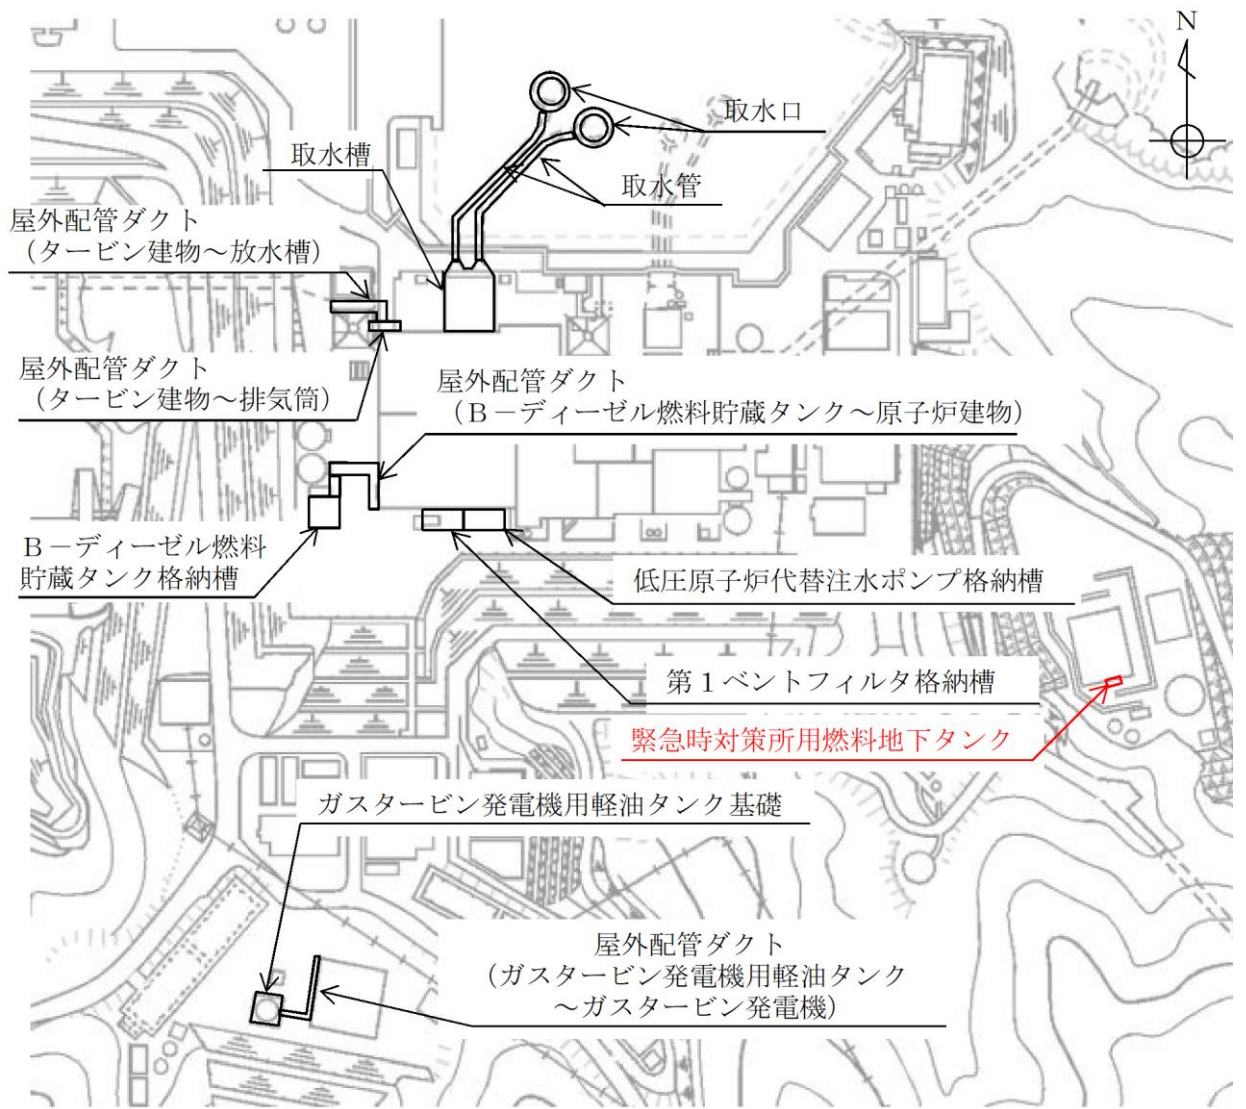 N
取水口
取水槽
取水管
屋外配管ダクト
（タービン建物～放水槽）
屋外配管ダクト
（タービン建物～排気筒）
屋外配管ダクト
（Ｂ－ディーゼル燃料貯蔵タンク～原子炉建物）
Ｂ－ディーゼル燃料
貯蔵タンク格納槽
低圧原子炉代替注水ポンプ格納槽
第１ベントフィルタ格納槽
緊急時対策所用燃料地下タンク
ガスタービン発電機用軽油タンク基礎
屋外配管ダクト
（ガスタービン発電機用軽油タンク
～ガスタービン発電機）